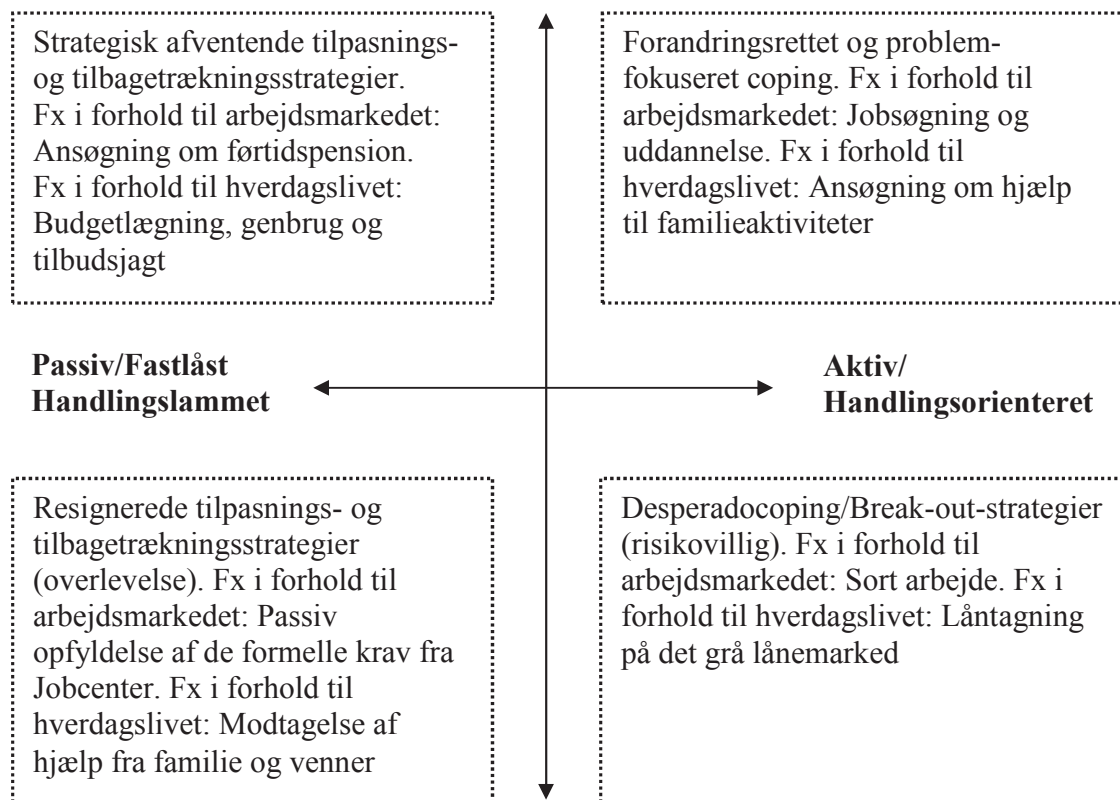 Strategisk afventende tilpasnings-
og tilbagetrækningsstrategier.
Fx i forhold til arbejdsmarkedet:
Ansøgning om førtidspension.
Fx i forhold til hverdagslivet:
Budgetlægning, genbrug og
tilbudsjagt
Forandringsrettet og problem-
fokuseret coping. Fx i forhold til
arbejdsmarkedet: Jobsøgning og
uddannelse. Fx i forhold til
hverdagslivet: Ansøgning om hjælp
til familieaktiviteter
Passiv/Fastlåst
Handlingslammet
Aktiv/
Handlingsorienteret
Resignerede tilpasnings- og
tilbagetrækningsstrategier
(overlevelse). Fx i forhold til
arbejdsmarkedet: Passiv
opfyldelse af de formelle krav fra
Jobcenter. Fx i forhold til
hverdagslivet: Modtagelse af
hjælp fra familie og venner
Desperadocoping/Break-out-strategier
(risikovillig). Fx i forhold til
arbejdsmarkedet: Sort arbejde. Fx i
forhold til hverdagslivet: Låntagning
på det grå lånemarked